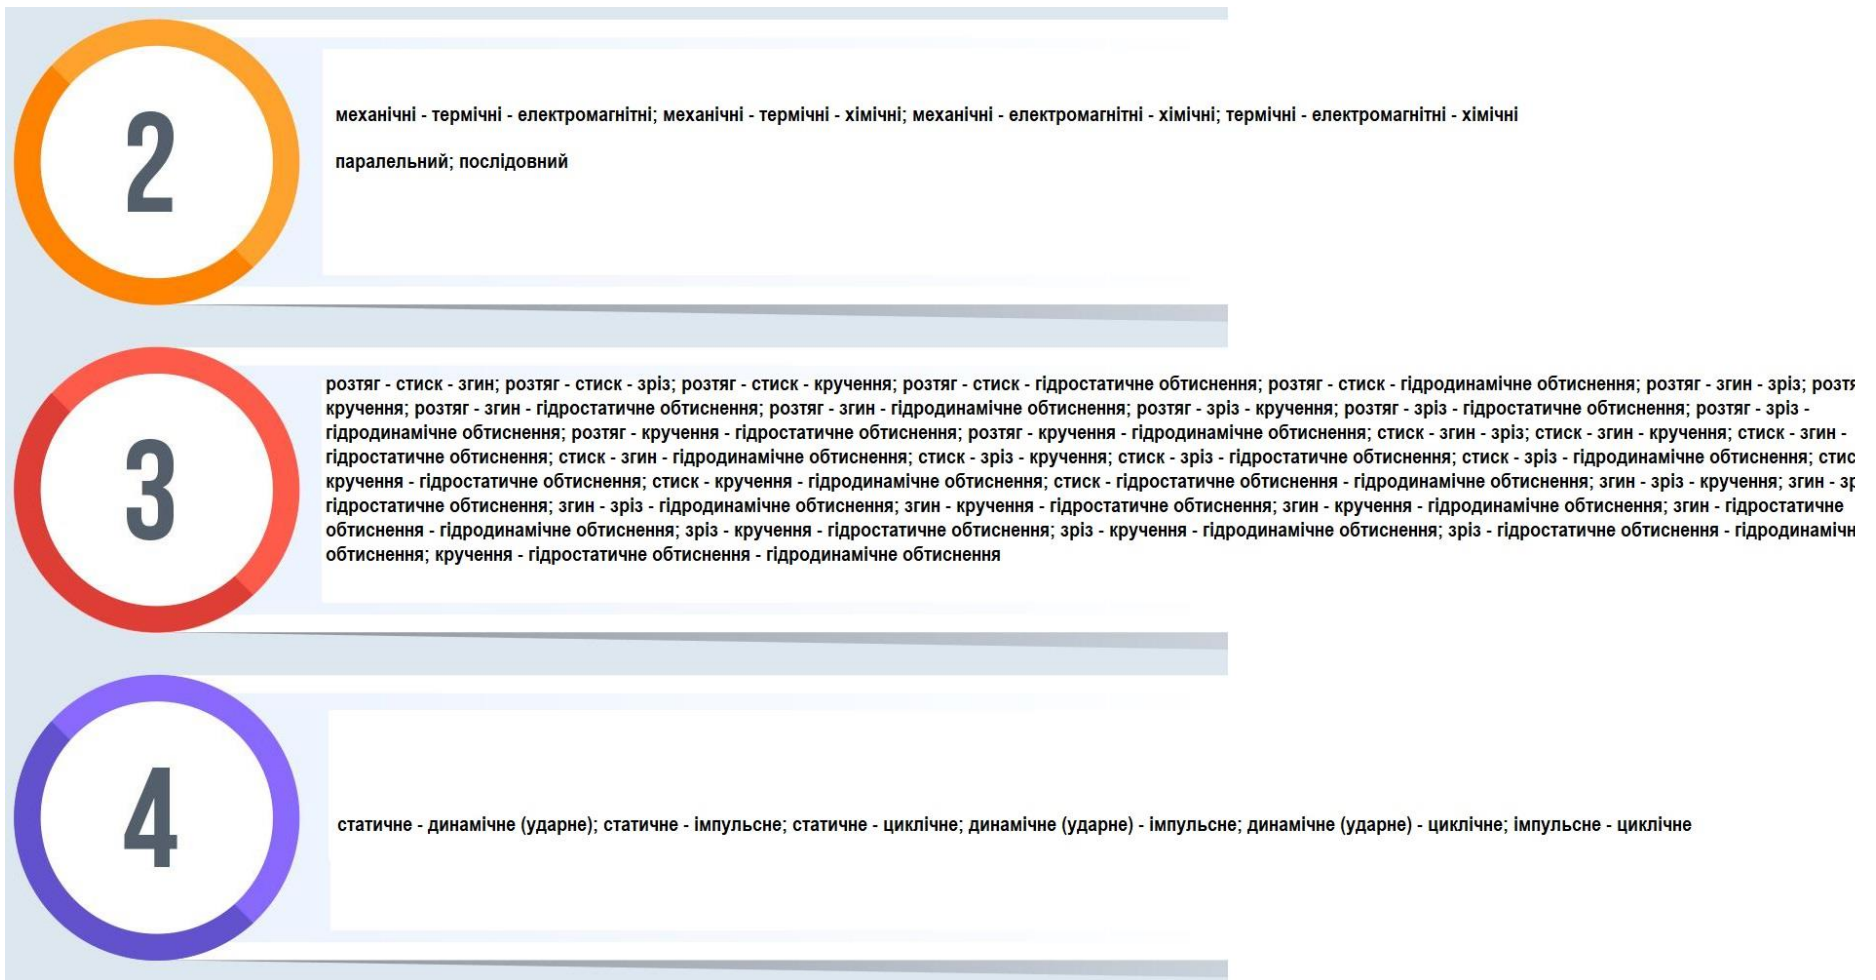 2
механічні - термічні - електромагнітні; механічні - термічні - хімічні; механічні - електромагнітні - хімічні; термічні - електромагнітні - хімічні
паралельний; послідовний
3
розтяг - стиск - згин; розтяг - стиск - зріз; розтяг - стиск - кручення; розтяг - стиск - гідростатичне обтиснення; розтяг - стиск - гідродинамічне обтиснення; розтяг - згин - зріз;
кручення; розтяг - згин - гідростатичне обтиснення; розтяг - згин - гідродинамічне обтиснення; розтяг - зріз - кручення; розтяг - зріз - гідростатичне обтиснення; розтяг - зріз -
гідродинамічне обтиснення; розтяг - кручення - гідростатичне обтиснення; розтяг - кручення - гідродинамічне обтиснення; стиск - згин - зріз; стиск - згин - кручення; стиск - згин -
гідростатичне обтиснення; стиск - згин - гідродинамічне обтиснення; стиск - зріз - кручення; стиск - зріз - гідростатичне обтиснення; стиск - зріз - гідродинамічне обтиснення;
кручення - гідростатичне обтиснення; стиск - кручення - гідродинамічне обтиснення; стиск - гідростатичне обтиснення - гідродинамічне обтиснення; згин - зріз - кручення; згин -
гідростатичне обтиснення; згин - зріз - гідродинамічне обтиснення; згин - кручення - гідростатичне обтиснення; згин - кручення - гідродинамічне обтиснення; згин - гідростатичне
обтиснення - гідродинамічне обтиснення; зріз - кручення - гідростатичне обтиснення; зріз - кручення - гідродинамічне обтиснення; зріз - гідростатичне обтиснення -
обтиснення; кручення - гідростатичне обтиснення - гідродинамічне обтиснення
4
статичне - динамічне (ударне); статичне - імпульсне; статичне - циклічне; динамічне (ударне) - імпульсне; динамічне (ударне) - циклічне; імпульсне - циклічне